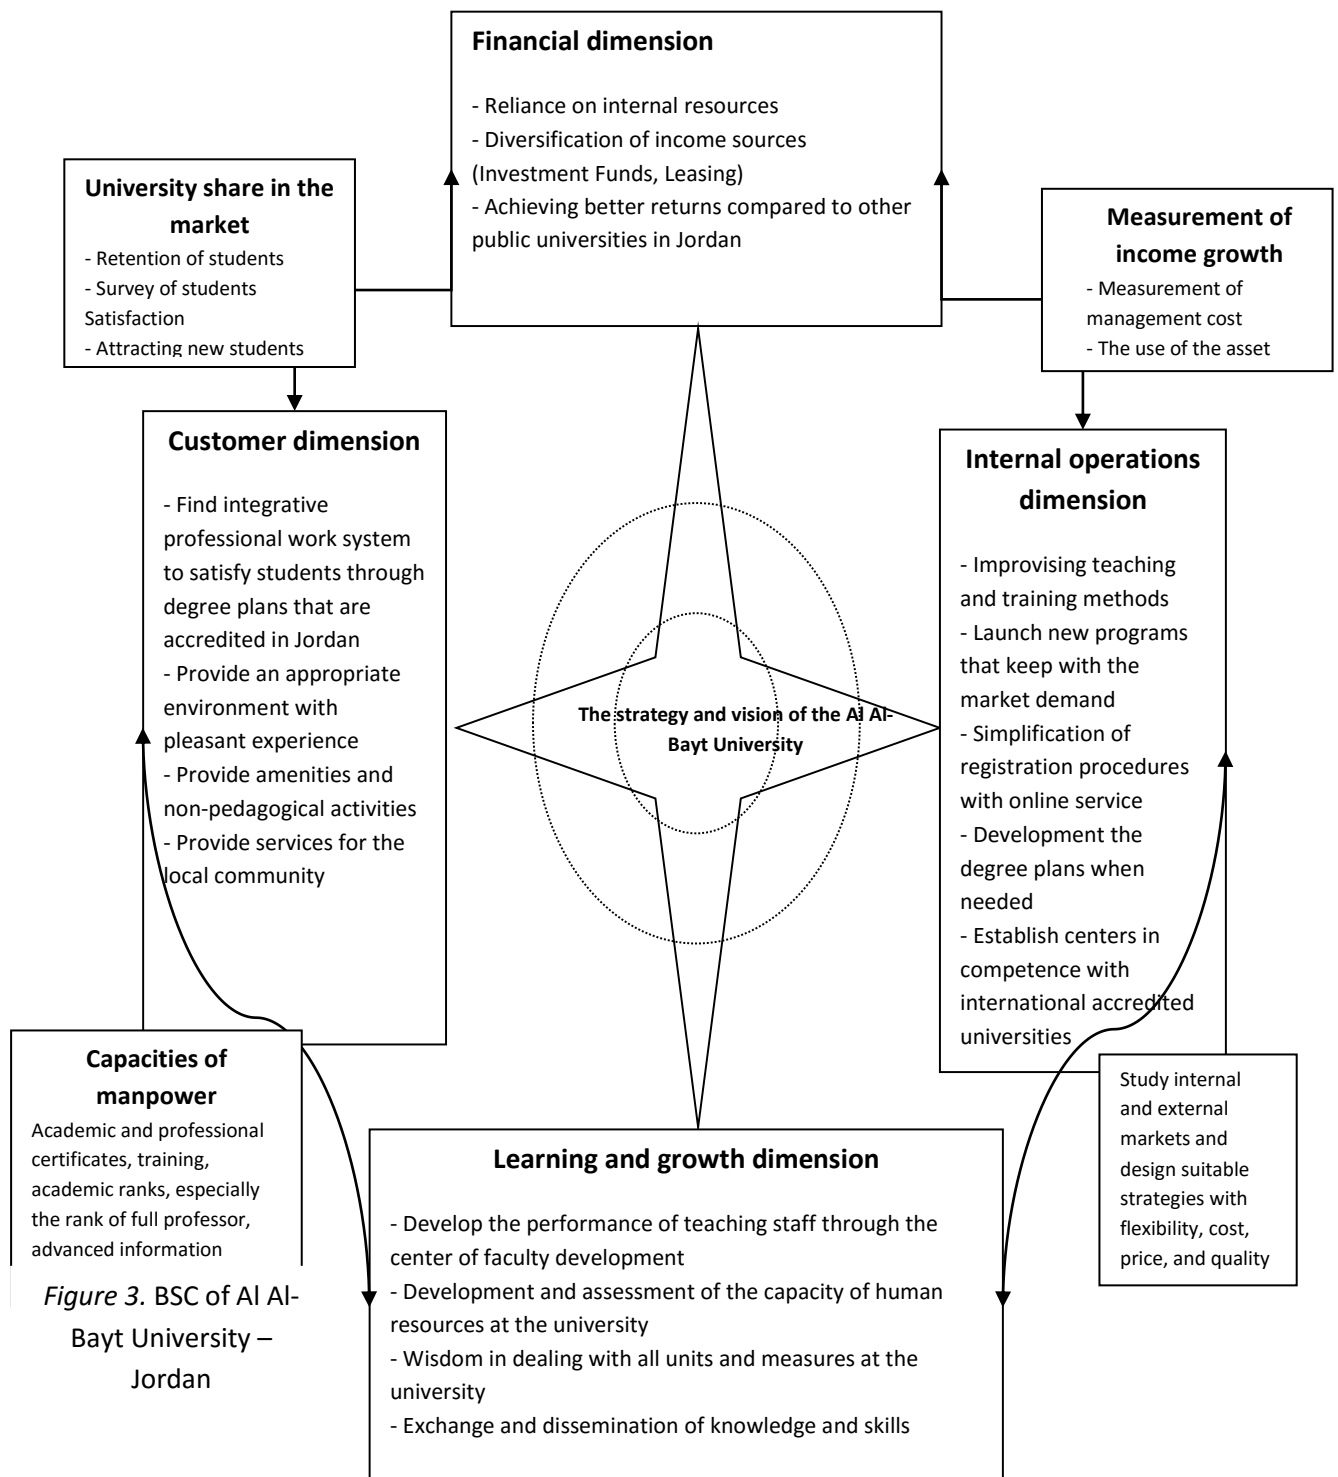 Financial dimension
- Reliance on internal resources
- Diversification of income sources
(Investment Funds, Leasing)
- Achieving better returns compared to other
public universities in Jordan
University share in the
market
- Retention of students
- Survey of students
Satisfaction
- Attracting new students
Measurement of
income growth
- Measurement of
management cost
- The use of the asset
Customer dimension
- Find integrative
professional work system
to satisfy students through
degree plans that are
accredited in Jordan
- Provide an appropriate
environment with
pleasant experience
- Provide amenities and
non-pedagogical activities
- Provide services for the
local community
The strategy and vision of the Al Al-
Bayt University
Internal operations
dimension
- Improvising teaching
and training methods
- Launch new programs
that keep with the
market demand
- Simplification of
registration procedures
with online service
- Development the
degree plans when
needed
- Establish centers in
competence with
international accredited
universities
Capacities of
manpower
Academic and professional
certificates, training,
academic ranks, especially
the rank of full professor,
advanced information
Study internal
and external
markets and
design suitable
strategies with
flexibility, cost,
price, and quality
Learning and growth dimension
- Develop the performance of teaching staff through the
center of faculty development
- Development and assessment of the capacity of human
resources at the university
- Wisdom in dealing with all units and measures at the
university
- Exchange and dissemination of knowledge and skills
Figure 3. BSC of Al Al-
Bayt University –
Jordan